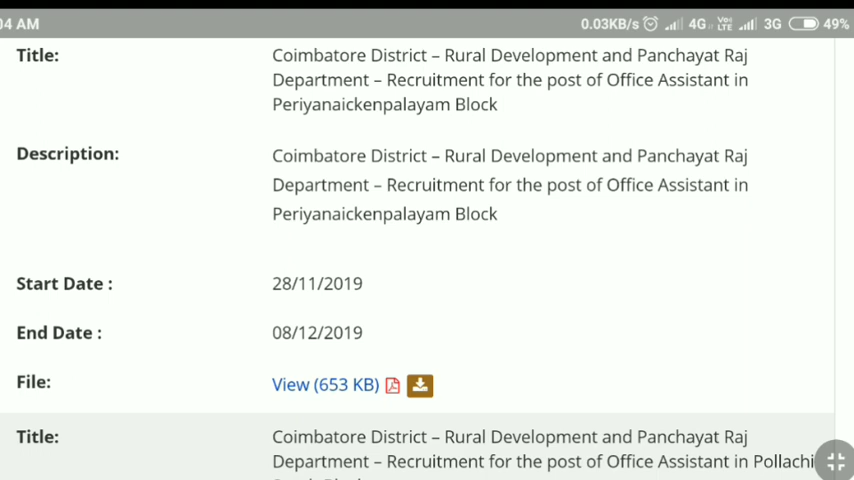 04 AM 0.03KB/s 4G VoLTE 3G 49%
Title: Coimbatore District – Rural Development and Panchayat Raj
Department – Recruitment for the post of Office Assistant in
Periyanaickenpalayam Block
Description: Coimbatore District – Rural Development and Panchayat Raj
Department – Recruitment for the post of Office Assistant in
Periyanaickenpalayam Block
Start Date : 28/11/2019
End Date : 08/12/2019
File: View (653 KB)
Title: Coimbatore District – Rural Development and Panchayat Raj
Department – Recruitment for the post of Office Assistant in Pollachi